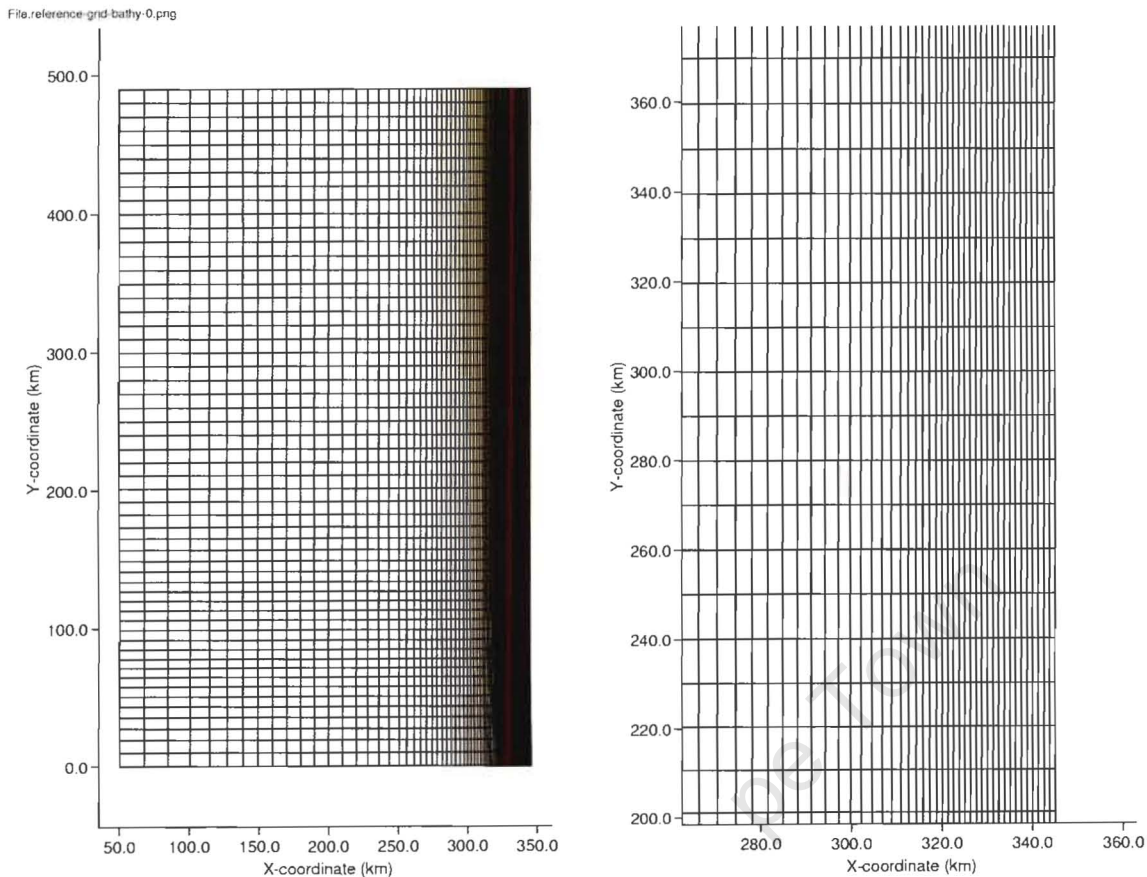 File.reference-grid-bathy-0.png
500.0
400.0
300.0
200.0
100.0
0.0
Y-coordinate (km)
50.0 100.0 150.0 200.0 250.0 300.0 350.0
X-coordinate (km)
360.0
340.0
320.0
300.0
280.0
260.0
240.0
220.0
200.0
Y-coordinate (km)
280.0 300.0 320.0 340.0 360.0
X-coordinate (km)
pe Town